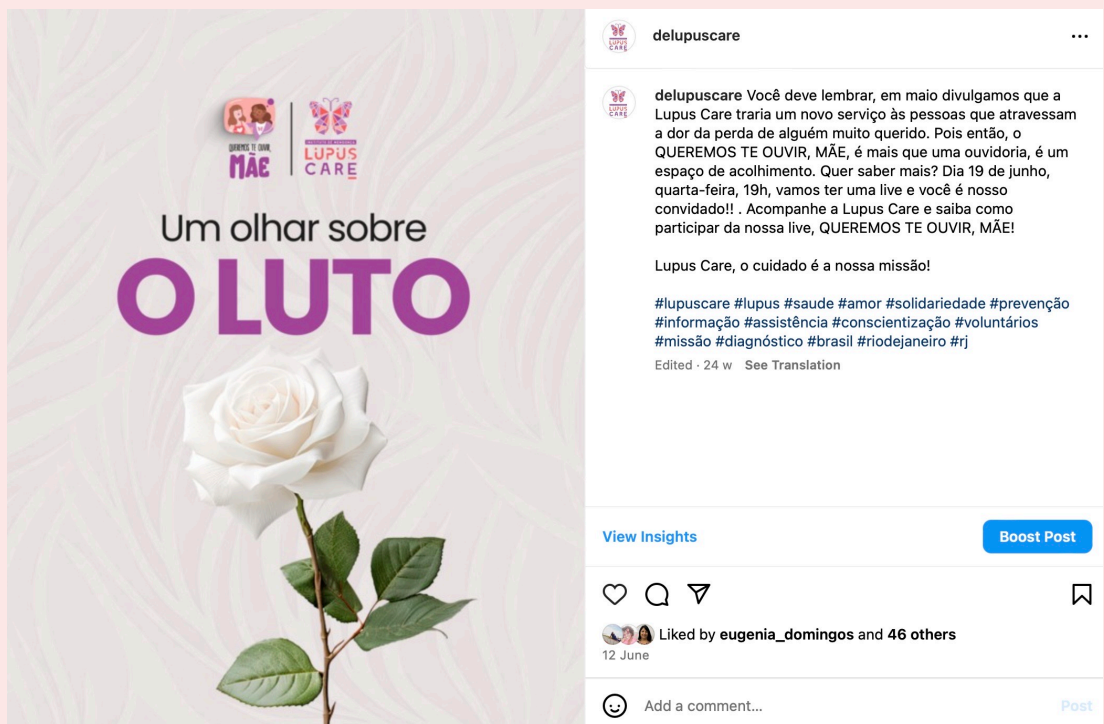 QUEREMOS TE OUVIR,
MÃE
LUPUS
CARE
Um olhar sobre
O LUTO
LUPUS
CARE
delupuscare
LUPUS
CARE
delupuscare Você deve lembrar, em maio divulgamos que a
Lupus Care traria um novo serviço às pessoas que atravessam
a dor da perda de alguém muito querido. Pois então, o
QUEREMOS TE OUVIR, MÃE, é mais que uma ouvidoria, é um
espaço de acolhimento. Quer saber mais? Dia 19 de junho,
quarta-feira, 19h, vamos ter uma live e você é nosso
convidado!! . Acompanhe a Lupus Care e saiba como
participar da nossa live, QUEREMOS TE OUVIR, MÃE!
Lupus Care, o cuidado é a nossa missão!
#lupuscare #lupus #saude #amor #solidariedade #prevenção
#informação #assistência #conscientização #voluntários
#missão #diagnóstico #brasil #riodejaneiro #rj
Edited · 24 w See Translation
View Insights
Boost Post
Liked by eugenia_domingos and 46 others
12 June
Add a comment...
Post